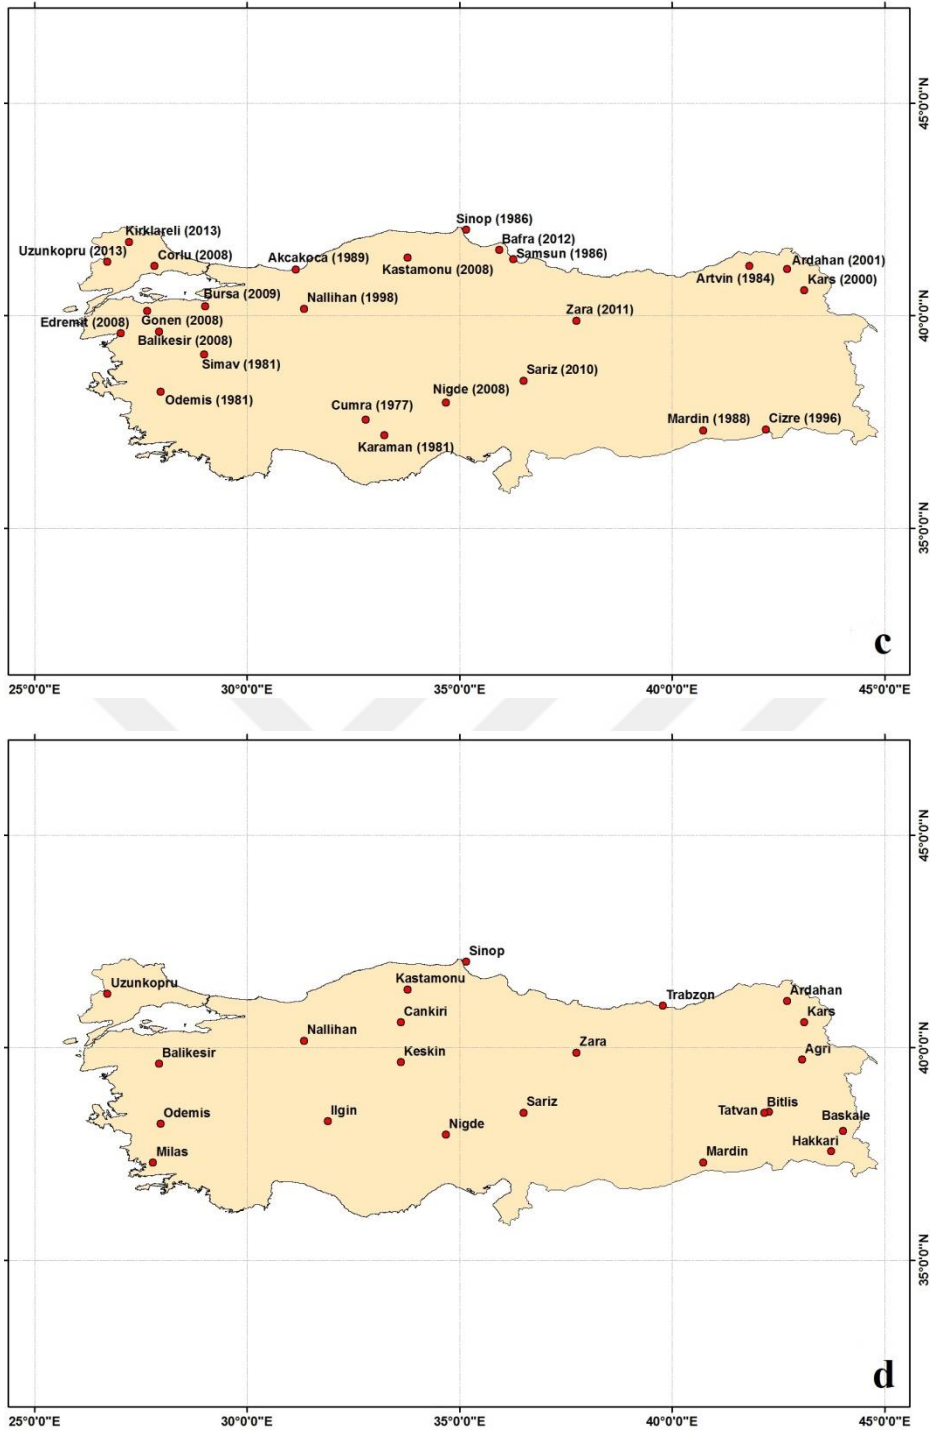 45°0'0"N
Sinop (1986)
Kirklareli (2013)
Bafra (2012)
Uzunkopru (2013)
Corlu (2008)
Akcakoca (1989)
Samsun (1986)
Kastamonu (2008)
Artvin (1984)
Ardahan (2001)
Kars (2000)
Bursa (2009)
Nallihan (1998)
Zara (2011)
40°0'0"N
Edremit (2008)
Gonen (2008)
Balikesir (2008)
Simav (1981)
Sariz (2010)
Odemis (1981)
Nigde (2008)
Cumra (1977)
Mardin (1988)
Cizre (1996)
Karaman (1981)
35°0'0"N
c
25°0'0"E
30°0'0"E
35°0'0"E
40°0'0"E
45°0'0"E
45°0'0"N
Sinop
Uzunkopru
Kastamonu
Trabzon
Ardahan
Cankiri
Kars
Nallihan
Zara
40°0'0"N
Balikesir
Keskin
Agri
Odemis
Ilgin
Sariz
Tatvan
Bitlis
Baskale
Nigde
Milas
Mardin
Hakkari
35°0'0"N
d
25°0'0"E
30°0'0"E
35°0'0"E
40°0'0"E
45°0'0"E